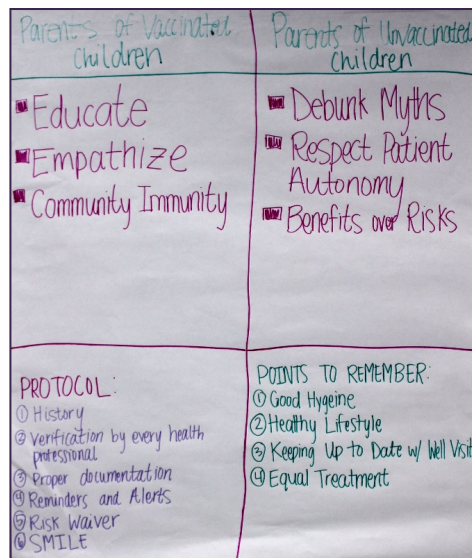 Parents of Vaccinated
Children
Educate
Empathize
Community Immunity
Parents of Unvaccinated
Children
Debunk Myths
Respect Patient
Autonomy
Benefits over Risks
PROTOCOL:
① History
② Verification by every health
professional
③ Proper documentation
④ Reminders and Alerts
⑤ Risk Waiver
⑥ SMILE
POINTS TO REMEMBER:
① Good Hygeine
② Healthy Lifestyle
③ Keeping Up to Date w/ Well Visit
④ Equal Treatment